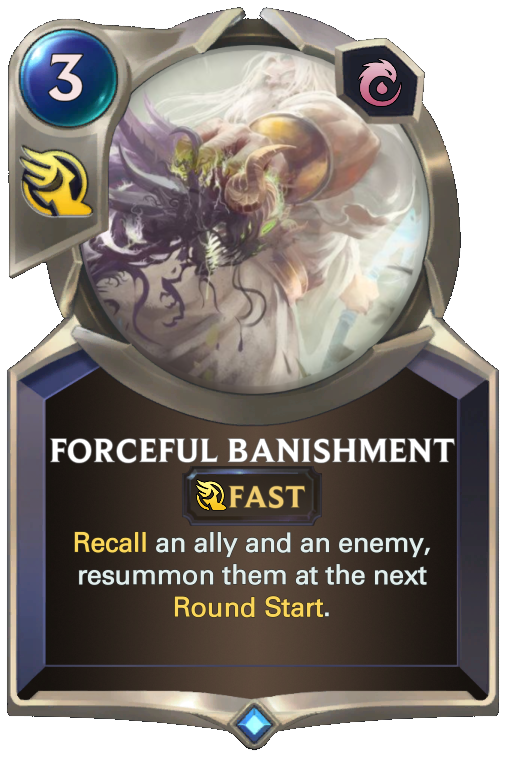 3
FORCEFUL BANISHMENT
FAST
Recall an ally and an enemy,
resummon them at the next
Round Start.